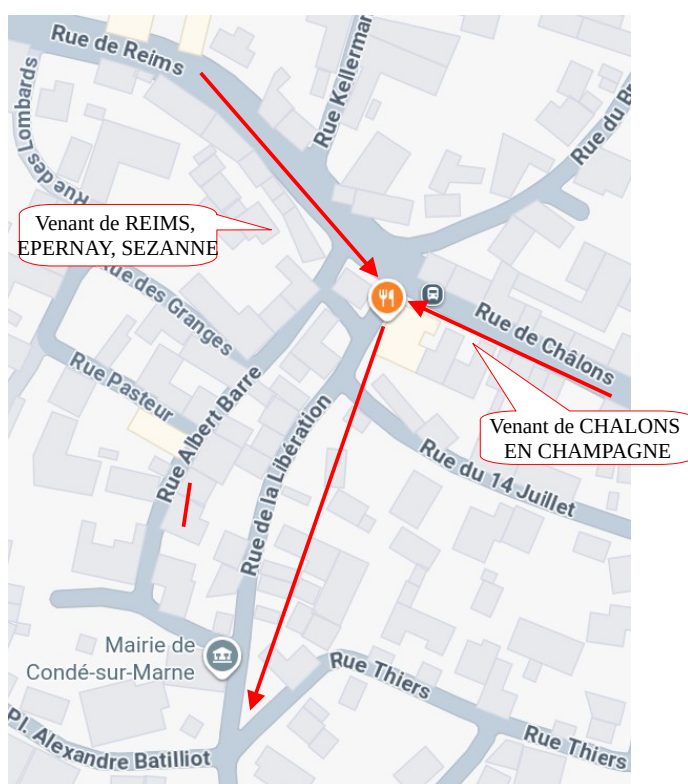 Rue de Reims
Rue Kellerman
Rue du B
Lombards
Rue des
Venant de REIMS,
EPERNAY, SEZANNE
Rue des Granges
Rue de Châlons
Rue Pasteur
Rue Albert Barre
Venant de CHALONS
EN CHAMPAGNE
Rue de la Libération
Rue du 14 Juillet
Mairie de
Condé-sur-Marne
Rue Thiers
Pl. Alexandre Batilliot
Rue Thiers